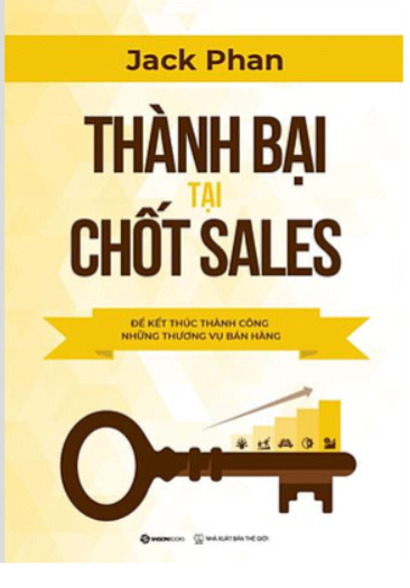 Jack Phan
THÀNH BẠI
TẠI
CHỐT SALES
ĐỂ KẾT THÚC THÀNH CÔNG
NHỮNG THƯƠNG VỤ BÁN HÀNG
SAIGONBOOKS
NHÀ XUẤT BẢN THẾ GIỚI